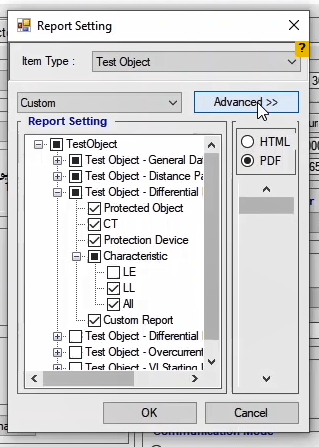 Report Setting
?
Item Type :
Test Object
Custom
Advanced >>
Report Setting
HTML
PDF
TestObject
Test Object - General Da
Test Object - Distance Pa
Test Object - Differential
Protected Object
CT
Protection Device
Characteristic
LE
LL
All
Custom Report
Test Object - Differential
Test Object - Overcurrent
Test Object - VI Starting
OK
Cancel
Communication Mode